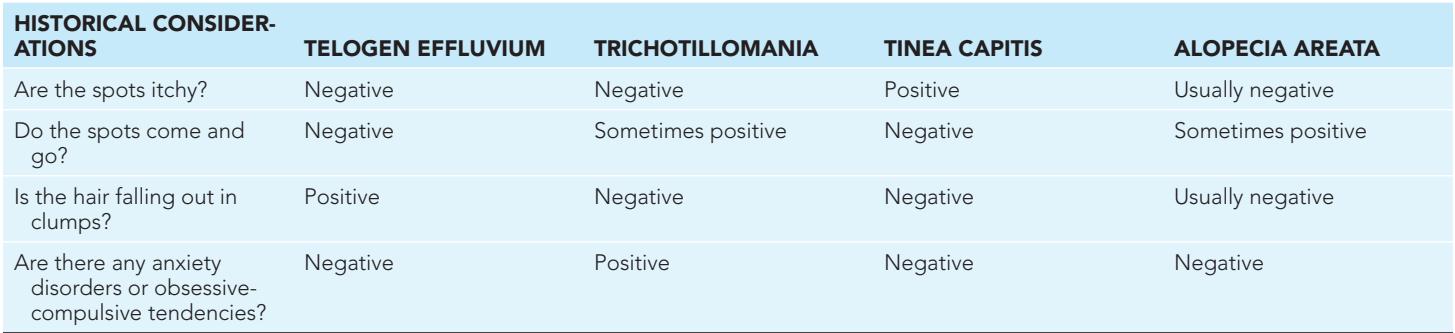 HISTORICAL CONSIDER-
ATIONS TELOGEN EFFLUVIUM TRICHOTILLOMANIA TINEA CAPITIS ALOPECIA AREATA
Are the spots itchy? Negative Negative Positive Usually negative
Do the spots come and Negative Sometimes positive Negative Sometimes positive
go?
Is the hair falling out in Positive Negative Negative Usually negative
clumps?
Are there any anxiety Negative Positive Negative Negative
disorders or obsessive-
compulsive tendencies?